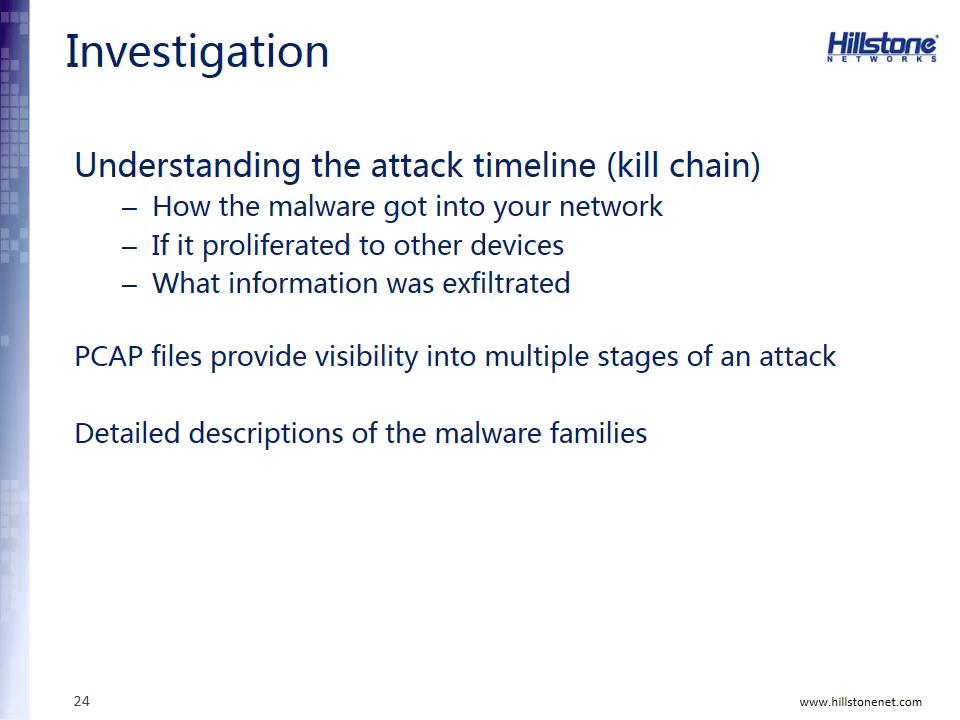 Investigation
Hillstone
NETWORKS
Understanding the attack timeline (kill chain)
– How the malware got into your network
– If it proliferated to other devices
– What information was exfiltrated
PCAP files provide visibility into multiple stages of an attack
Detailed descriptions of the malware families
24
www.hillstonenet.com